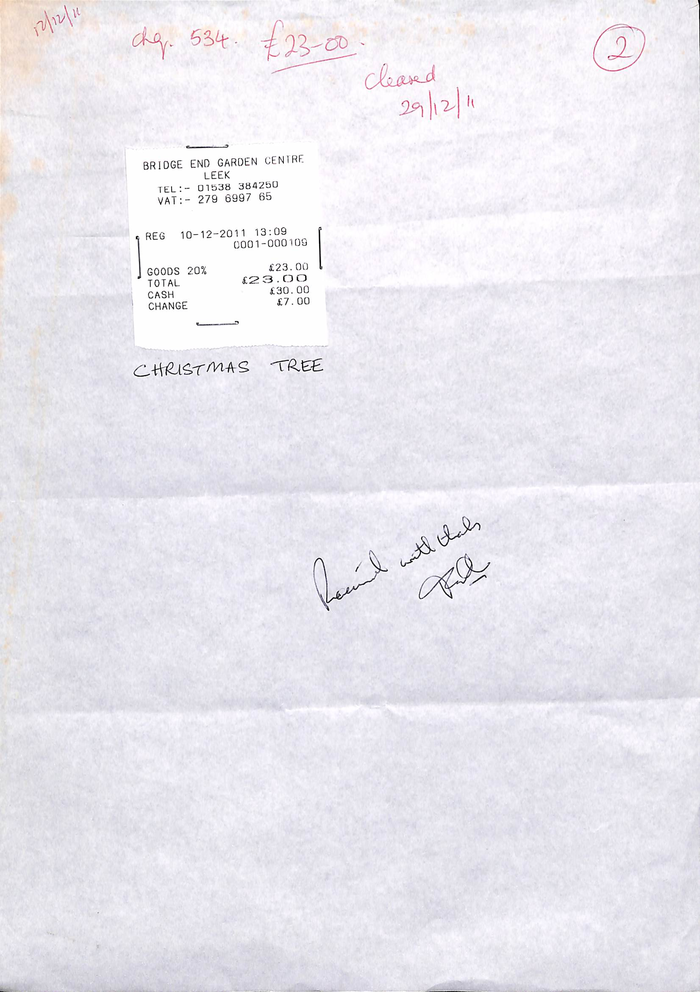 12/12/11
chq. 534. £23-00.
2
cleared
29/12/11
BRIDGE END GARDEN CENTRE
LEEK
TEL:- 01538 384250
VAT:- 279 6997 65
REG 10-12-2011 13:09
0001-000109
GOODS 20% £23.00
TOTAL £23.00
CASH £30.00
CHANGE £7.00
CHRISTMAS TREE
Received with thanks